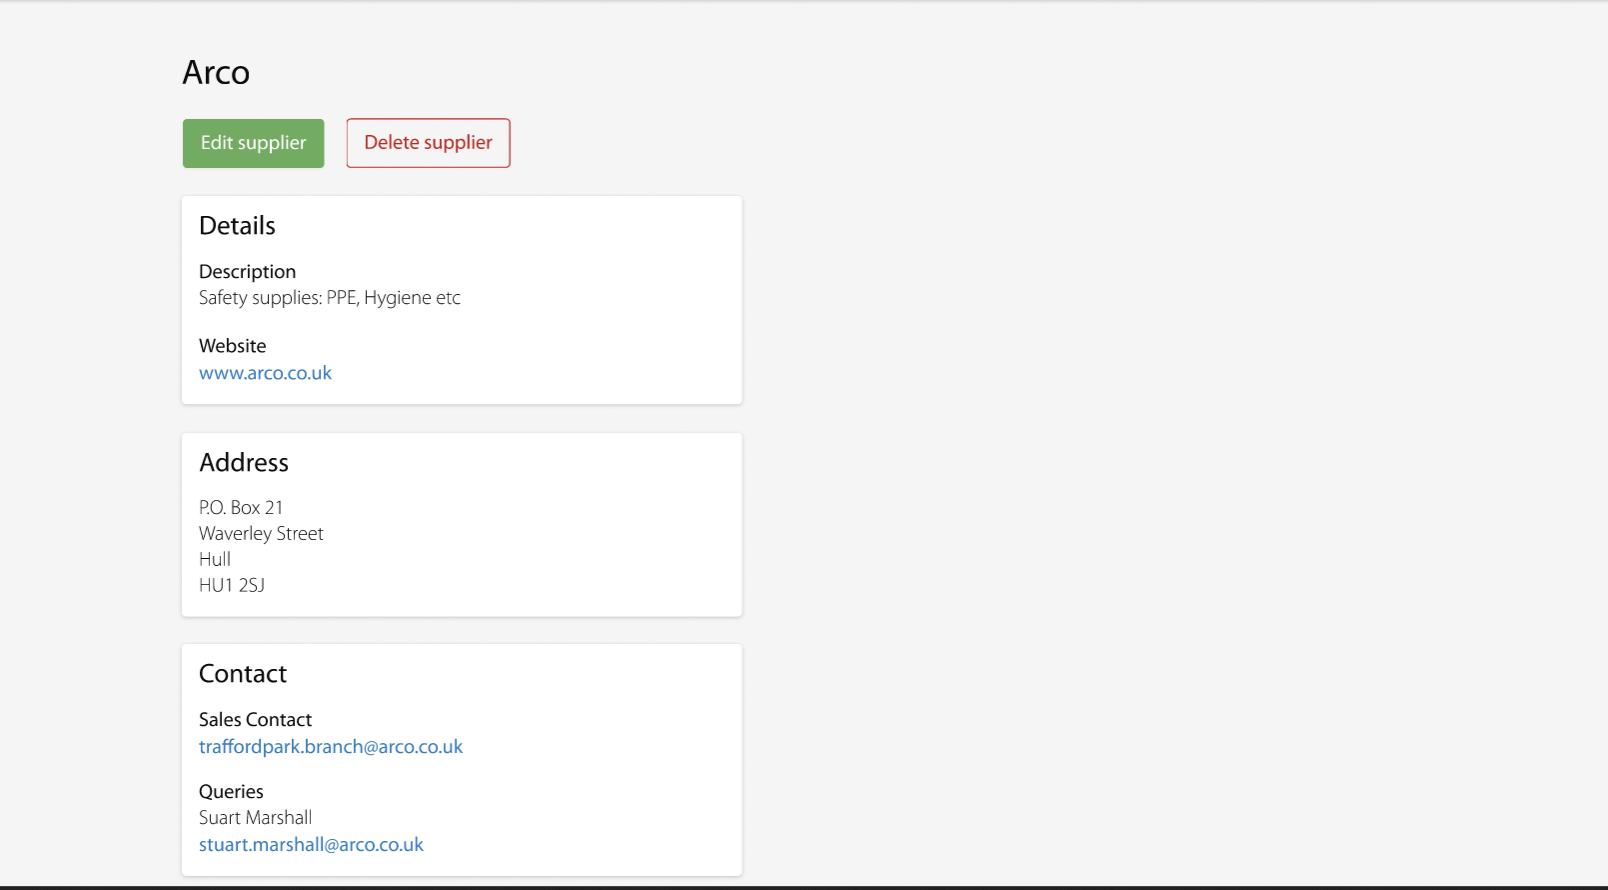 Arco
Edit supplier
Delete supplier
Details
Description
Safety supplies: PPE, Hygiene etc
Website
www.arco.co.uk
Address
P.O. Box 21
Waverley Street
Hull
HU1 2SJ
Contact
Sales Contact
traffordpark.branch@arco.co.uk
Queries
Suart Marshall
stuart.marshall@arco.co.uk